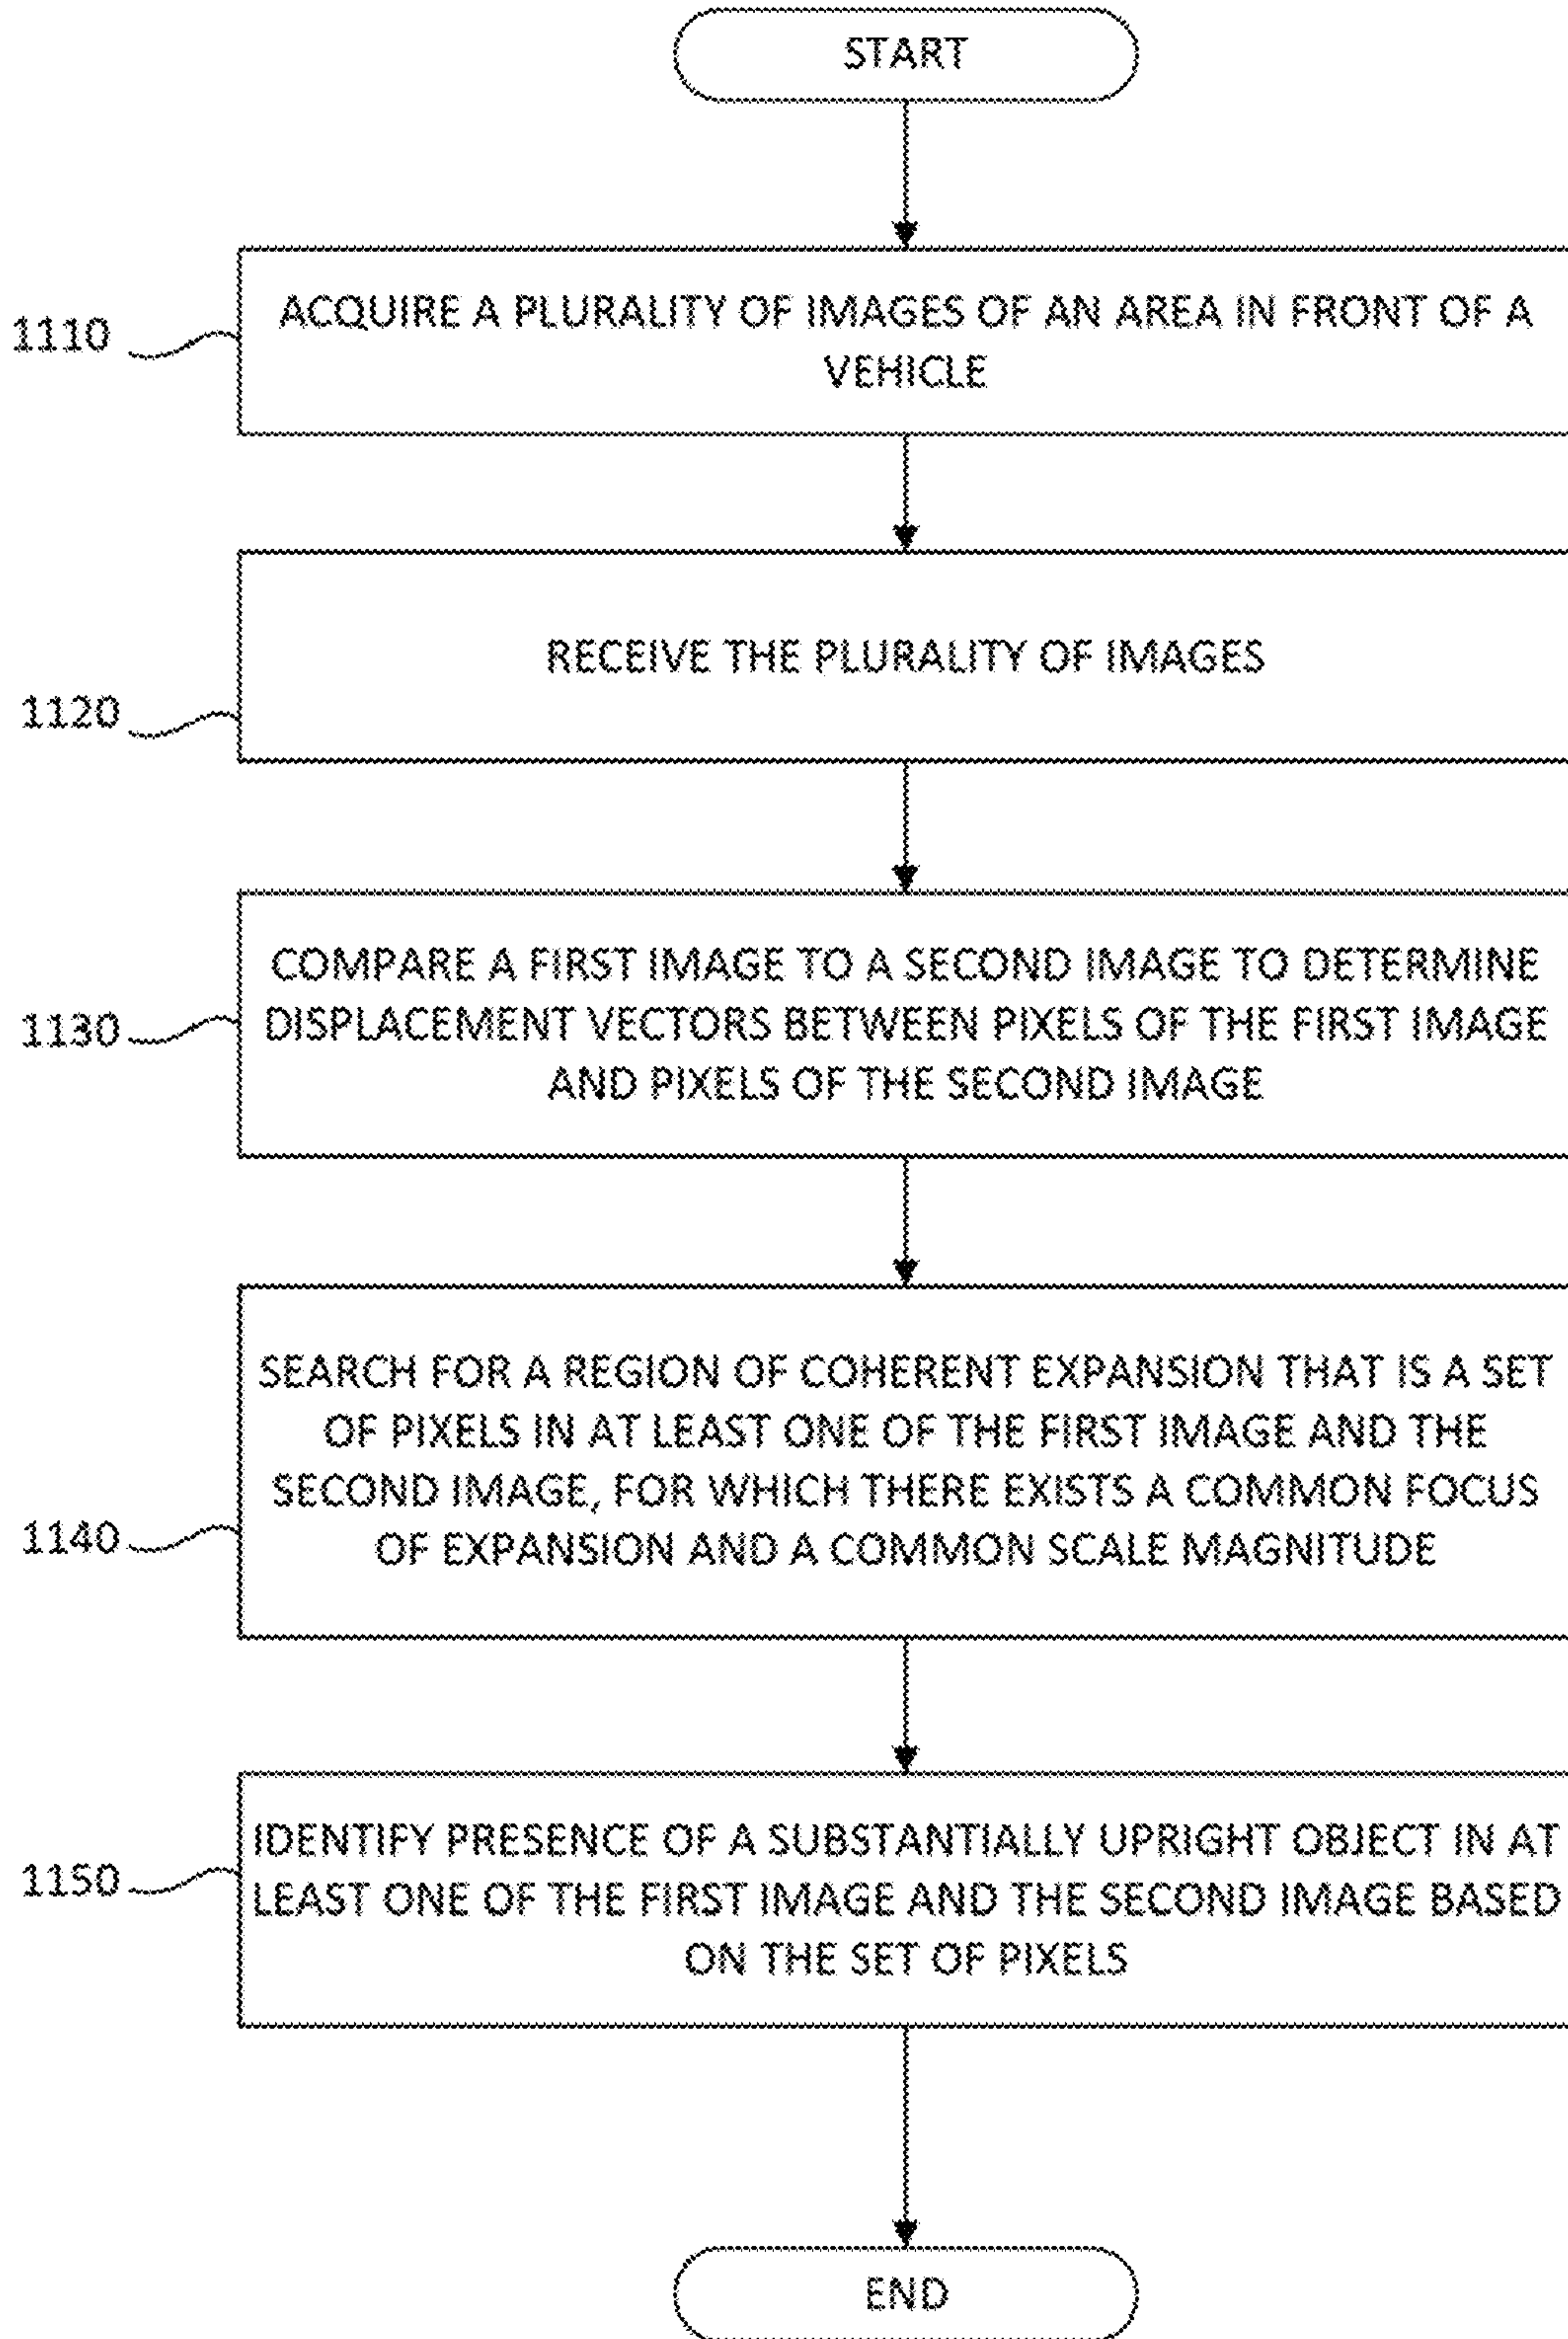 START
1110
ACQUIRE A PLURALITY OF IMAGES OF AN AREA IN FRONT OF A
VEHICLE
1120
RECEIVE THE PLURALITY OF IMAGES
1130
COMPARE A FIRST IMAGE TO A SECOND IMAGE TO DETERMINE
DISPLACEMENT VECTORS BETWEEN PIXELS OF THE FIRST IMAGE
AND PIXELS OF THE SECOND IMAGE
1140
SEARCH FOR A REGION OF COHERENT EXPANSION THAT IS A SET
OF PIXELS IN AT LEAST ONE OF THE FIRST IMAGE AND THE
SECOND IMAGE, FOR WHICH THERE EXISTS A COMMON FOCUS
OF EXPANSION AND A COMMON SCALE MAGNITUDE
1150
IDENTIFY PRESENCE OF A SUBSTANTIALLY UPRIGHT OBJECT IN AT
LEAST ONE OF THE FIRST IMAGE AND THE SECOND IMAGE BASED
ON THE SET OF PIXELS
END